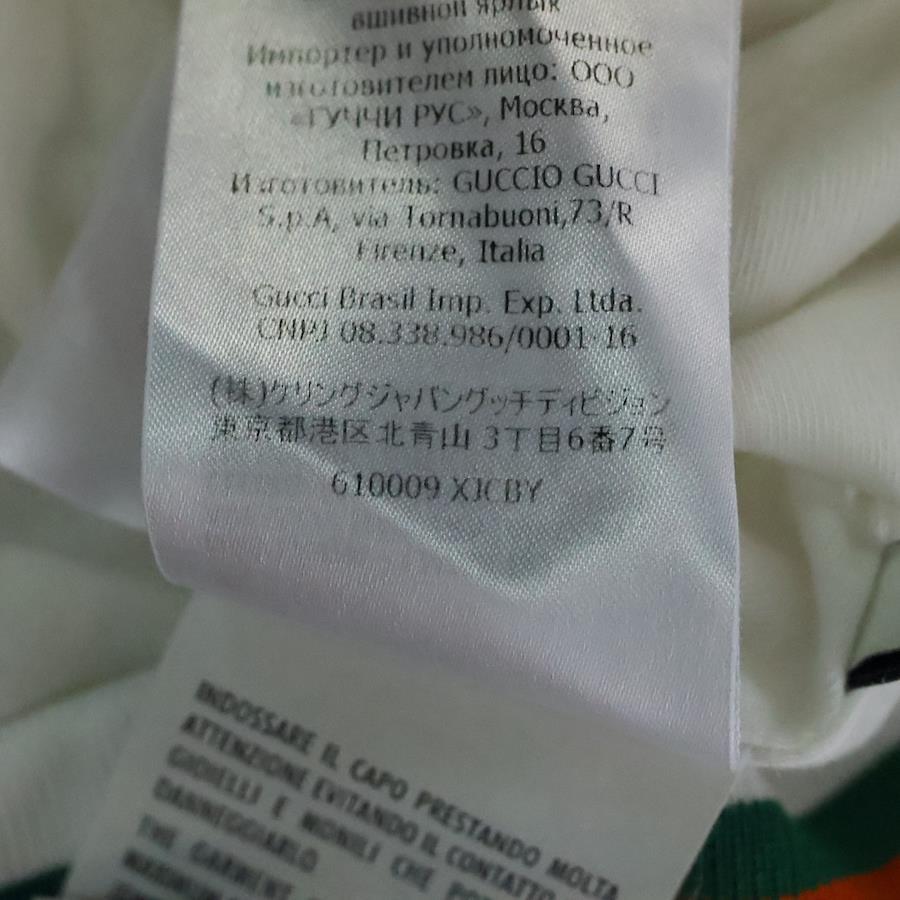 вшивной ярлык
Импортер и уполномоченное
изготовителем лицо: ООО
«ГУЧЧИ РУС», Москва,
Петровка, 16
Изготовитель: GUCCIO GUCCI
S.p.A, via Tornabuoni,73/R
Firenze, Italia
Gucci Brasil Imp. Exp. Ltda.
CNPJ 08.338.986/0001-16
(株)ケリングジャパングッチディビジョン
東京都港区北青山 3丁目6番7号
610009 XJCBY
INDOSSARE IL CAPO PRESTANDO MOLTA
ATTENZIONE EVITANDO IL CONTATTO
GIOIELLI E MONILI CHE
DANNEGGIARLO
THE GARMENT